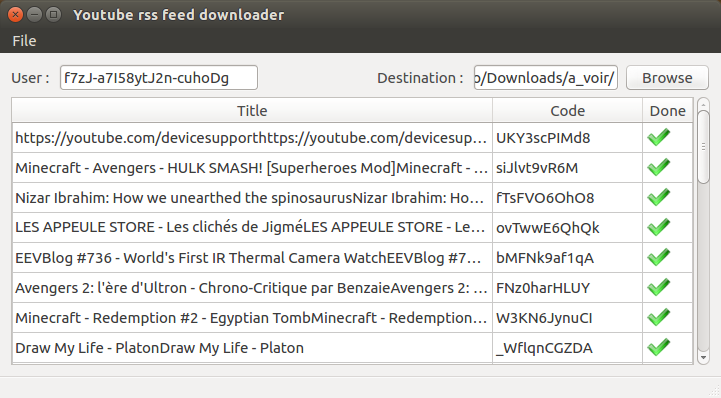 Youtube rss feed downloader
File
User : f7zJ-a7I58ytJ2n-cuhoDg Destination : o/Downloads/a_voir/ Browse
Title Code Done
https://youtube.com/devicesupporthttps://youtube.com/devicesup... UKY3scPIMd8
Minecraft - Avengers - HULK SMASH! [Superheroes Mod]Minecraft - ... siJlvt9vR6M
Nizar Ibrahim: How we unearthed the spinosaurusNizar Ibrahim: Ho... fTsFVO6OhO8
LES APPEULE STORE - Les clichés de JigméLES APPEULE STORE - Le... ovTwwE6QhQk
EEVBlog #736 - World's First IR Thermal Camera WatchEEVBlog #7... bMFNk9af1qA
Avengers 2: l'ère d'Ultron - Chrono-Critique par BenzaieAvengers 2: ... FNz0harHLUY
Minecraft - Redemption #2 - Egyptian TombMinecraft - Redemption... W3KN6JynuCI
Draw My Life - PlatonDraw My Life - Platon _WflqnCGZDA